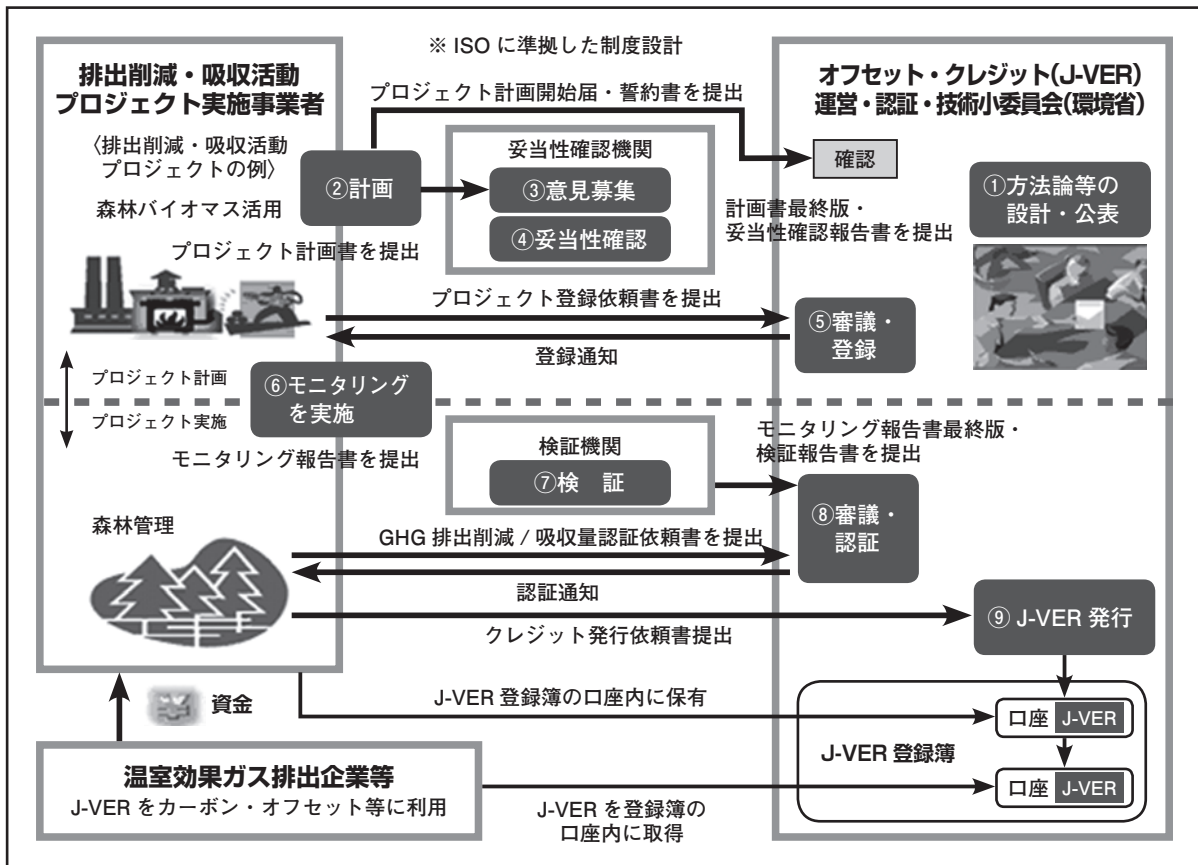 ※ ISO に準拠した制度設計
排出削減・吸収活動
プロジェクト実施事業者
〈排出削減・吸収活動
プロジェクトの例〉
森林バイオマス活用
プロジェクト計画開始届・誓約書を提出
オフセット・クレジット(J-VER)
運営・認証・技術小委員会(環境省)
②計画
妥当性確認機関
③意見募集
④妥当性確認
確認
①方法論等の
設計・公表
計画書最終版・
妥当性確認報告書を提出
プロジェクト計画書を提出
プロジェクト登録依頼書を提出
登録通知
⑤審議・
登録
プロジェクト計画
プロジェクト実施
⑥モニタリング
を実施
モニタリング報告書を提出
検証機関
⑦検 証
モニタリング報告書最終版・
検証報告書を提出
⑧審議・
認証
森林管理
GHG 排出削減 / 吸収量認証依頼書を提出
認証通知
クレジット発行依頼書提出
⑨ J-VER 発行
資金
J-VER 登録簿の口座内に保有
口座 J-VER
J-VER 登録簿
口座 J-VER
温室効果ガス排出企業等
J-VER をカーボン・オフセット等に利用
J-VER を登録簿の
口座内に取得